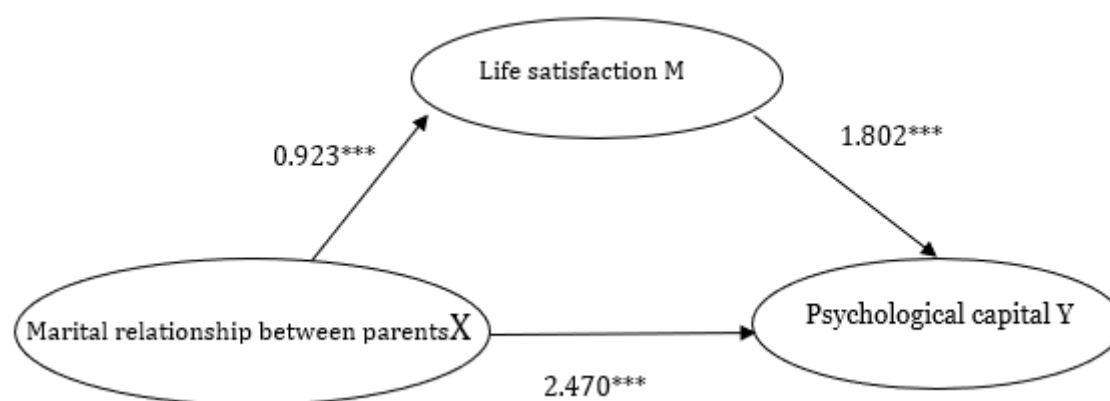 Life satisfaction M
0.923***
1.802***
Marital relationship between parentsX
Psychological capital Y
2.470***